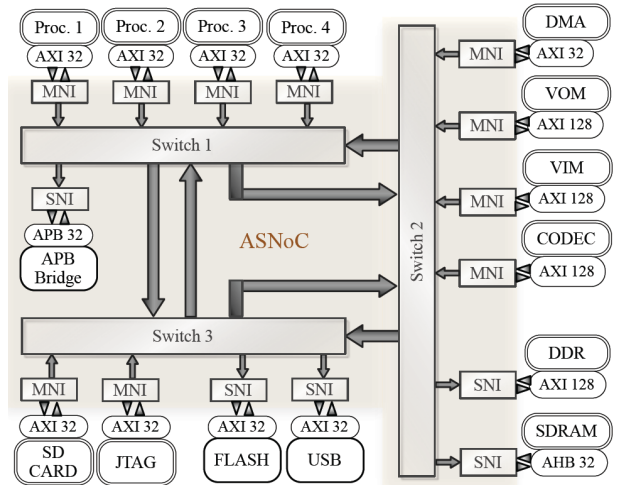 Proc. 1
Proc. 2
Proc. 3
Proc. 4
AXI 32
AXI 32
AXI 32
AXI 32
MNI
MNI
MNI
MNI
Switch 1
SNI
APB 32
APB
Bridge
ASNoC
Switch 3
MNI
MNI
SNI
SNI
AXI 32
AXI 32
AXI 32
AXI 32
SD
CARD
JTAG
FLASH
USB
Switch 2
DMA
MNI
AXI 32
VOM
MNI
AXI 128
VIM
MNI
AXI 128
CODEC
MNI
AXI 128
DDR
SNI
AXI 128
SDRAM
SNI
AHB 32